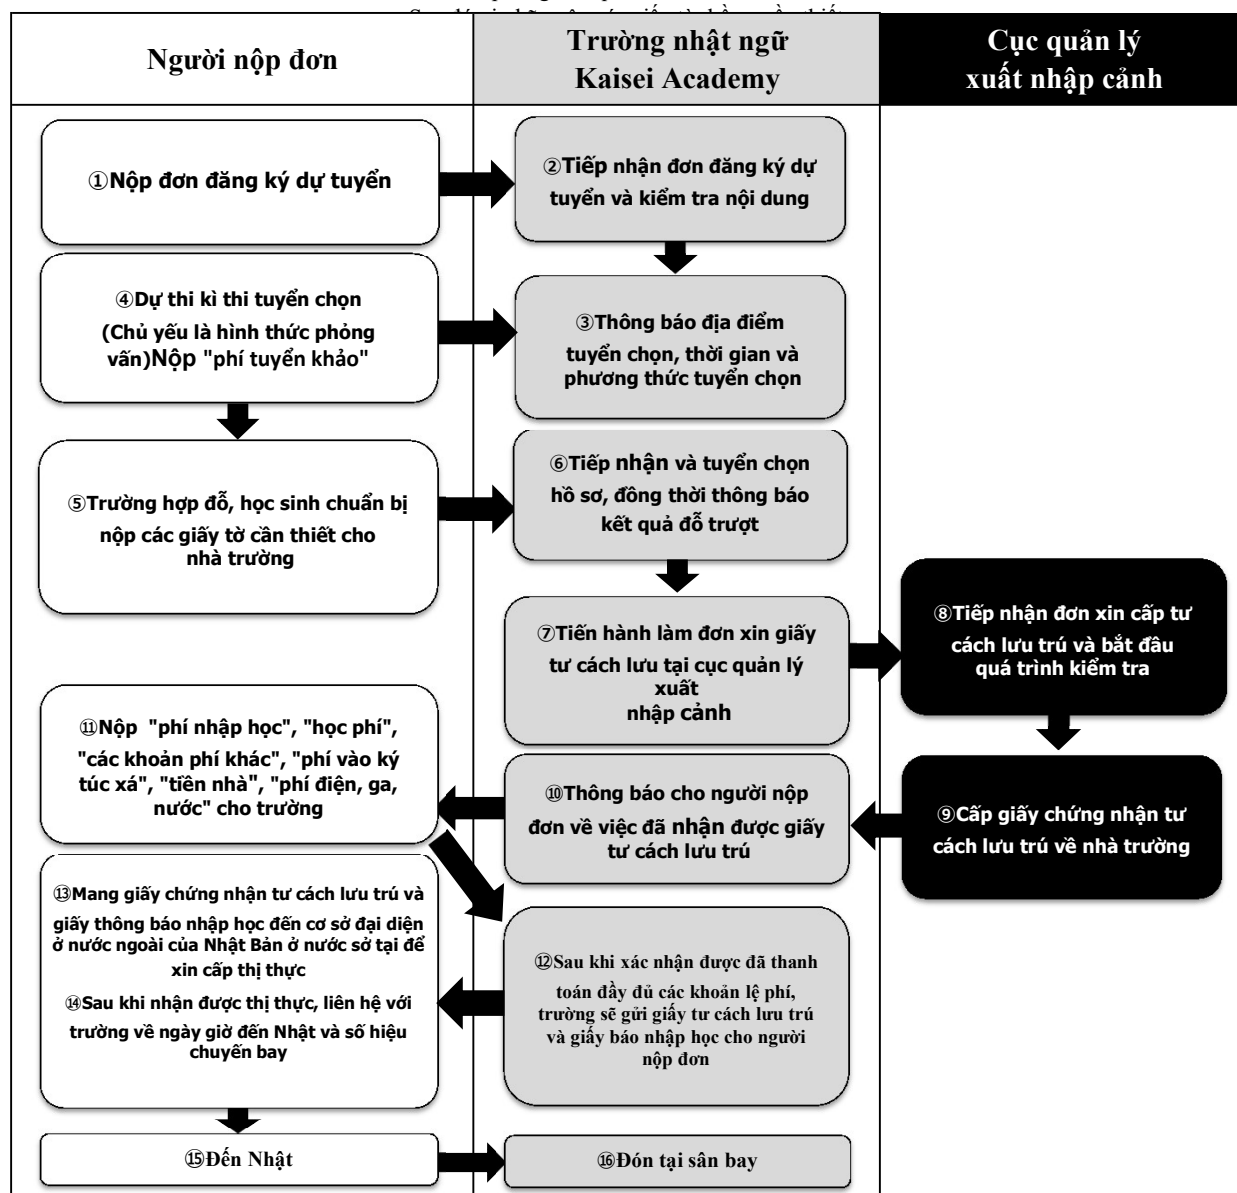 Người nộp đơn
Trường nhật ngữ
Kaisei Academy
Cục quản lý
xuất nhập cảnh
①Nộp đơn đăng ký dự tuyển
②Tiếp nhận đơn đăng ký dự
tuyển và kiểm tra nội dung
④Dự thi kì thi tuyển chọn
(Chủ yếu là hình thức phỏng
vấn)Nộp "phí tuyển khảo"
③Thông báo địa điểm
tuyển chọn, thời gian và
phương thức tuyển chọn
⑤Trường hợp đỗ, học sinh chuẩn bị
nộp các giấy tờ cần thiết cho
nhà trường
⑥Tiếp nhận và tuyển chọn
hồ sơ, đồng thời thông báo
kết quả đỗ trượt
⑦Tiến hành làm đơn xin giấy
tư cách lưu tại cục quản lý
xuất
nhập cảnh
⑧Tiếp nhận đơn xin cấp tư
cách lưu trú và bắt đâu
quá trình kiểm tra
⑪Nộp "phí nhập học", "học phí",
"các khoản phí khác", "phí vào ký
túc xá", "tiền nhà", "phí điện, ga,
nước" cho trường
⑩Thông báo cho người nộp
đơn về việc đã nhận được giấy
tư cách lưu trú
⑨Cấp giấy chứng nhận tư
cách lưu trú về nhà trường
⑬Mang giấy chứng nhận tư cách lưu trú và
giấy thông báo nhập học đến cơ sở đại diện
ở nước ngoài của Nhật Bản ở nước sở tại để
xin cấp thị thực
⑭Sau khi nhận được thị thực, liên hệ với
trường về ngày giờ đến Nhật và số hiệu
chuyến bay
⑫Sau khi xác nhận được đã thanh
toán đầy đủ các khoản lệ phí,
trường sẽ gửi giấy tư cách lưu trú
và giấy báo nhập học cho người
nộp đơn
⑮Đến Nhật
⑯Đón tại sân bay